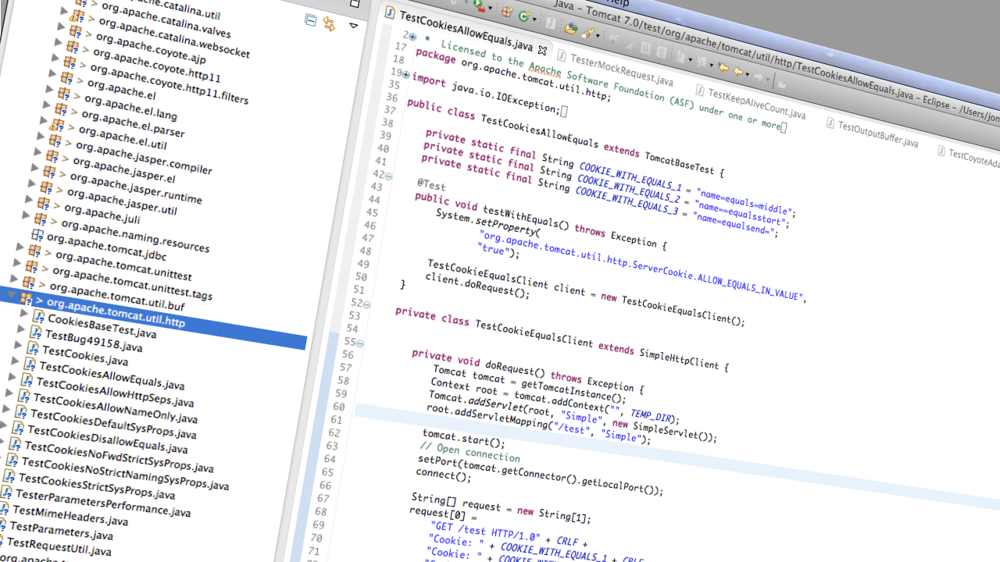 apache.catalina.util
> org.apache.catalina.valves
> org.apache.catalina.websocket
> org.apache.coyote.ajp
> org.apache.coyote.http11
> org.apache.coyote.http11.filters
> org.apache.el
> org.apache.el.lang
> org.apache.el.parser
> org.apache.el.util
> org.apache.jasper.compiler
> org.apache.jasper.el
> org.apache.jasper.runtime
> org.apache.jasper.util
> org.apache.juli
> org.apache.naming.resources
org.apache.tomcat.jdbc
> org.apache.tomcat.unittest
> org.apache.tomcat.unittest.tags
> org.apache.tomcat.util.buf
> org.apache.tomcat.util.http
CookiesBaseTest.java
TestBug49158.java
TestCookies.java
TestCookiesAllowEquals.java
TestCookiesAllowHttpSeps.java
TestCookiesAllowNameOnly.java
TestCookiesDefaultSysProps.java
TestCookiesDisallowEquals.java
TestCookiesNoFwdStrictSysProps.java
TestCookiesNoStrictNamingSysProps.java
TestCookiesStrictSysProps.java
TesterParametersPerformance.java
TestMimeHeaders.java
TestParameters.java
TestRequestUtil.java
Help
Java – Tomcat 7.0/test/org/apache/tomcat/util/http/TestCookiesAllowEquals.java – Eclipse – /Users/jon
TestCookiesAllowEquals.java
TesterMockRequest.java
TestKeepAliveCount.java
TestOutputBuffer.java
TestCoyoteAda
2 * Licensed to the Apache Software Foundation (ASF) under one or more
17 package org.apache.tomcat.util.http;
18
19 import java.io.IOException;
35
36 public class TestCookiesAllowEquals extends TomcatBaseTest {
37
38 private static final String COOKIE_WITH_EQUALS_1 = "name=equals=middle";
39 private static final String COOKIE_WITH_EQUALS_2 = "name==equalsstart";
40 private static final String COOKIE_WITH_EQUALS_3 = "name=equalsend=";
41
42 @Test
43 public void testWithEquals() throws Exception {
44 System.setProperty(
45 "org.apache.tomcat.util.http.ServerCookie.ALLOW_EQUALS_IN_VALUE",
46 "true");
47
48 TestCookieEqualsClient client = new TestCookieEqualsClient();
49 client.doRequest();
50 }
51
52 private class TestCookieEqualsClient extends SimpleHttpClient {
53
54
55 private void doRequest() throws Exception {
56 Tomcat tomcat = getTomcatInstance();
57 Context root = tomcat.addContext("", TEMP_DIR);
58 Tomcat.addServlet(root, "Simple", new SimpleServlet());
59 root.addServletMapping("/test", "Simple");
60
61 tomcat.start();
62 // Open connection
63 setPort(tomcat.getConnector().getLocalPort());
64 connect();
65
66 String[] request = new String[1];
67 request[0] =
68 "GET /test HTTP/1.0" + CRLF +
69 "Cookie: " + COOKIE_WITH_EQUALS_1 + CRLF
70 "Cookie: " + COOKIE_WITH_EQUALS
71